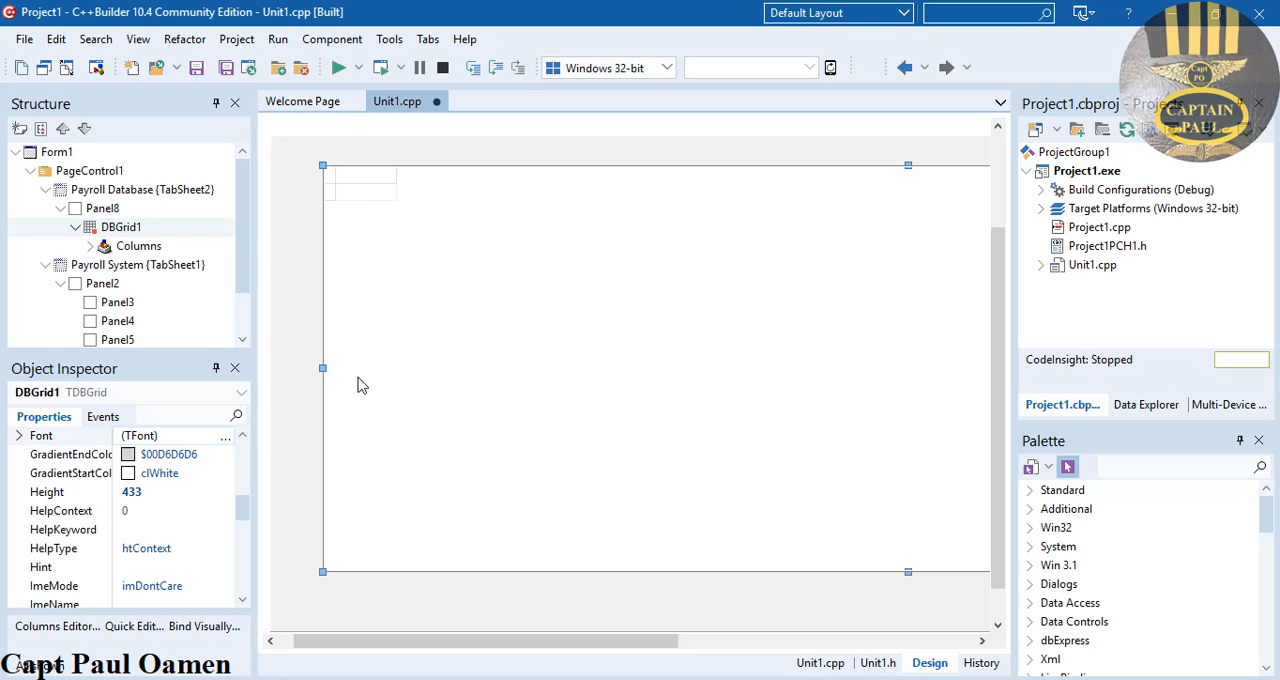 Project1 - C++Builder 10.4 Community Edition - Unit1.cpp [Built]
Default Layout
File Edit Search View Refactor Project Run Component Tools Tabs Help
Windows 32-bit
Structure
Form1
PageControl1
Payroll Database {TabSheet2}
Panel8
DBGrid1
Columns
Payroll System {TabSheet1}
Panel2
Panel3
Panel4
Panel5
Object Inspector
DBGrid1 TDBGrid
Properties Events
Font (TFont) ...
GradientEndColo $00D6D6D6
GradientStartCol clWhite
Height 433
HelpContext 0
HelpKeyword
HelpType htContext
Hint
ImeMode imDontCare
ImeName
Columns Editor... Quick Edit... Bind Visually...
Capt Paul Oamen
Welcome Page Unit1.cpp
Unit1.cpp Unit1.h Design History
Project1.cbproj - Projects
Capt
PO
CAPTAIN
PAUL
ProjectGroup1
Project1.exe
Build Configurations (Debug)
Target Platforms (Windows 32-bit)
Project1.cpp
Project1PCH1.h
Unit1.cpp
CodeInsight: Stopped
Project1.cbp... Data Explorer Multi-Device ...
Palette
Standard
Additional
Win32
System
Win 3.1
Dialogs
Data Access
Data Controls
dbExpress
Xml